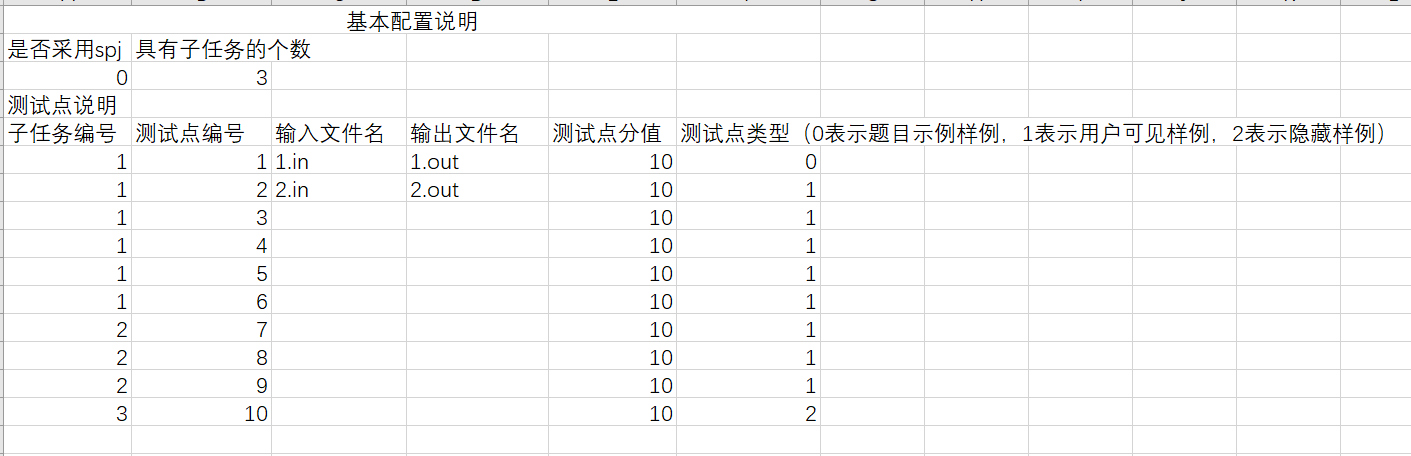 基本配置说明
是否采用spj 具有子任务的个数
0 3
测试点说明
子任务编号 测试点编号 输入文件名 输出文件名 测试点分值 测试点类型（0表示题目示例样例，1表示用户可见样例，2表示隐藏样例）
1 1 1.in 1.out 10 0
1 2 2.in 2.out 10 1
1 3 10 1
1 4 10 1
1 5 10 1
1 6 10 1
2 7 10 1
2 8 10 1
2 9 10 1
3 10 10 2